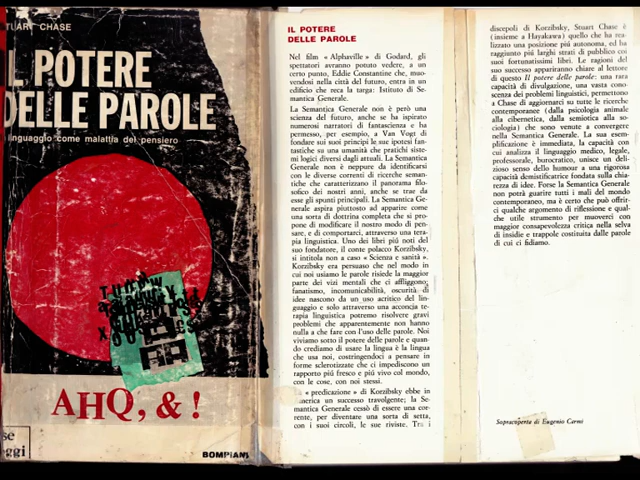 STUART CHASE
IL POTERE
DELLE PAROLE
linguaggio come malattia del pensiero
AHQ, & !
BOMPIANI
IL POTERE
DELLE PAROLE
Nel film « Alphaville » di Godard, gli
spettatori avranno potuto vedere, a un
certo punto, Eddie Constantine che, muo-
vendosi nella città del futuro, entra in un
edificio che reca la targa: Istituto di Se-
mantica Generale.
La Semantica Generale non è però una
scienza del futuro, anche se ha ispirato
numerosi narratori di fantascienza e ha
permesso, per esempio, a Van Vogt di
fondare sui suoi principi le sue ipotesi fan-
tastiche su una umanità che pratichi siste-
mi logici diversi dagli attuali. La Semantica
Generale non è neppure da identificarsi
con le diverse correnti di ricerche seman-
tiche che caratterizzano il panorama filo-
sofico dei nostri anni, anche se trae da
esse gli spunti principali. La Semantica Ge-
nerale aspira piuttosto ad apparire come
una sorta di dottrina completa che si pro-
pone di modificare il nostro modo di pen-
sare, e di comportarci, attraverso una tera-
pia linguistica. Uno dei libri più noti del
suo fondatore, il conte polacco Korzibsky,
si intitola non a caso « Scienza e sanità ».
Korzibsky era persuaso che nel modo in
cui noi usiamo le parole risiede la maggior
parte dei vizi mentali che ci affliggono:
fanatismo, incomunicabilità, oscurità di
idee nascono da un uso acritico del lin-
guaggio e solo attraverso una acconcia te-
rapia linguistica potremo risolvere gravi
problemi che apparentemente non hanno
nulla a che fare con l'uso delle parole. Noi
viviamo sotto il potere delle parole e quan-
do crediamo di usare la lingua è la lingua
che usa noi, costringendoci a pensare in
forme sclerotizzate che ci impediscono un
rapporto più fresco e più vivo col mondo,
con le cose, con noi stessi.
« predicazione » di Korzibsky ebbe in
America un successo travolgente; la Se-
mantica Generale cessò di essere una cor-
rente, per diventare una sorta di setta,
con i suoi circoli, le sue riviste. Tra i
discepoli di Korzibsky, Stuart Chase è
(insieme a Hayakawa) quello che ha rea-
lizzato una posizione più autonoma, ed ha
raggiunto più larghi strati di pubblico coi
suoi fortunatissimi libri. Le ragioni del
suo successo appariranno chiare al lettore
di questo Il potere delle parole: una rara
capacità di divulgazione, una vasta cono-
scenza dei problemi linguistici, permettono
a Chase di aggiornarci su tutte le ricerche
contemporanee (dalla psicologia animale
alla cibernetica, dalla semiotica alla so-
ciologia) che sono venute a convergere
nella Semantica Generale. La sua esem-
plificazione è immediata, la capacità con
cui analizza il linguaggio medico, legale,
professorale, burocratico, unisce un deli-
zioso senso dello humour a una rigorosa
capacità demistificatrice fondata sulla chia-
rezza di idee. Forse la Semantica Generale
non potrà guarire tutti i mali del mondo
contemporaneo, ma è certo che può offrir-
ci qualche argomento di riflessione e qual-
che utile strumento per muoverci con
maggior consapevolezza critica nella selva
di insidie e trappole costituita dalle parole
di cui ci fidiamo.
Sopraccoperta di Eugenio Carmi